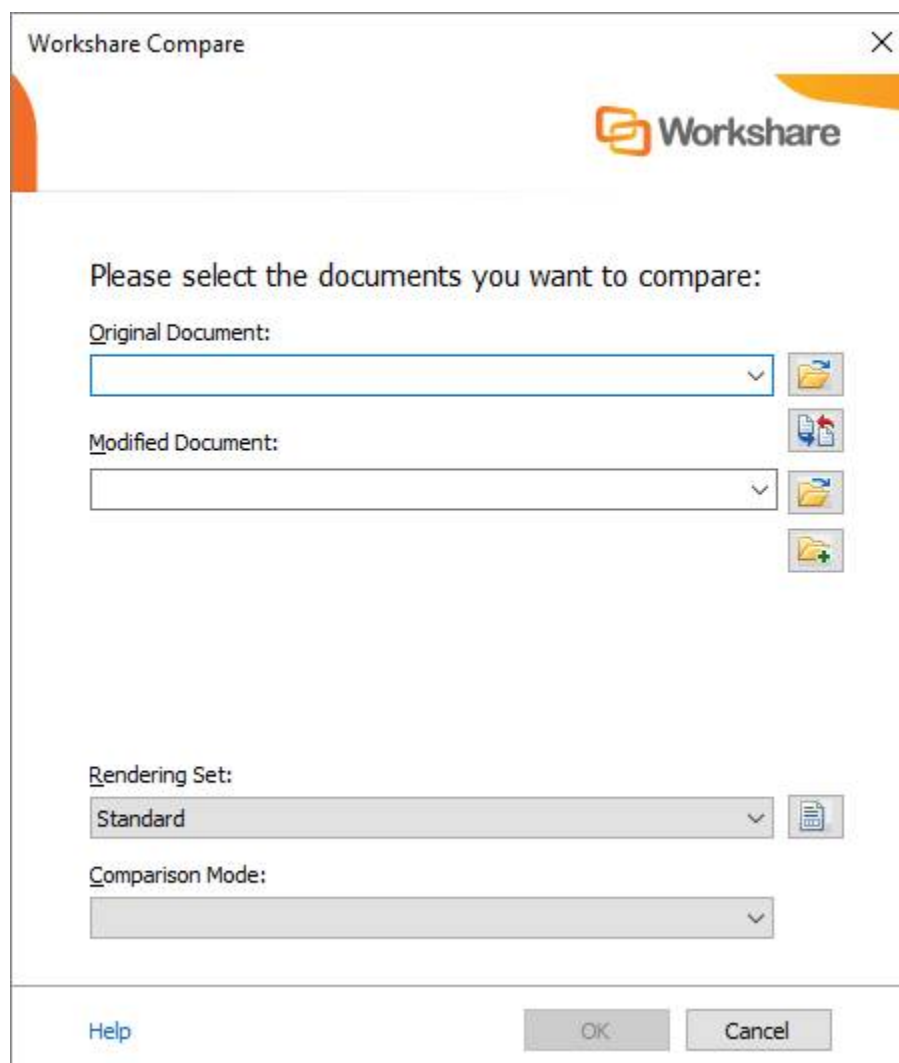 Workshare Compare
Workshare
Please select the documents you want to compare:
Original Document:
Modified Document:
Rendering Set:
Standard
Comparison Mode:
Help
OK
Cancel